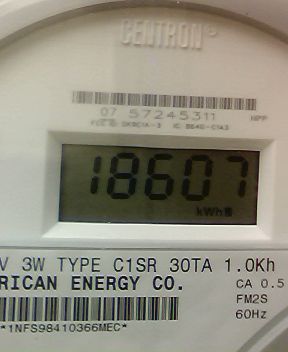 CENTRON®
07 57245311 NPP
18607
kWh
V 3W TYPE C1SR 30TA 1.0Kh
RICAN ENERGY CO. CA 0.5
FM2S
*1NFS98410366MEC* 60Hz